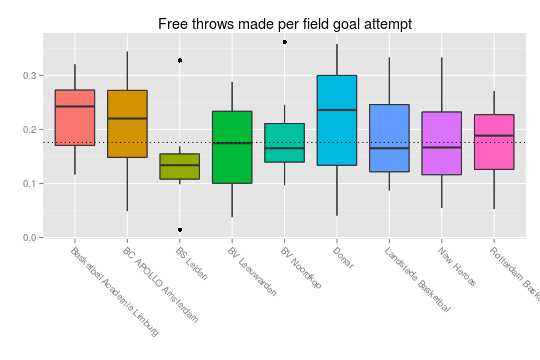 Free throws made per field goal attempt
0.3
0.2
0.1
0.0
Basketbal Academie Limburg
BC APOLLO Amsterdam
BS Leiden
BV Leeuwarden
BV Noordkop
Donar
Landstede Basketbal
New Heroes
Rotterdam